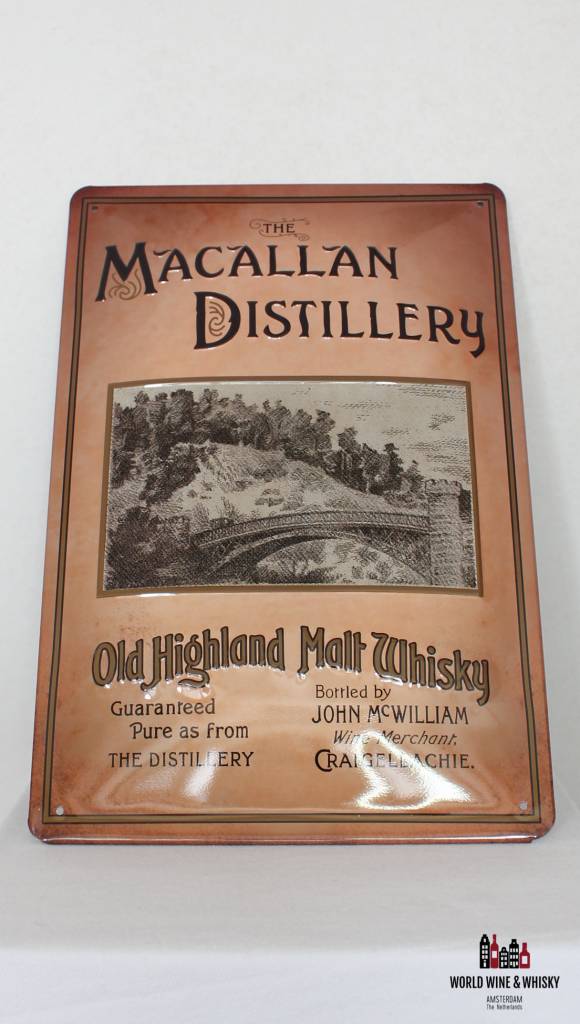 THE
MACALLAN
DISTILLERY
Old Highland Malt Whisky
Guaranteed
Pure as from
THE DISTILLERY
Bottled by
JOHN McWILLIAM
Wine Merchant,
CRAIGELLACHIE.
WORLD WINE & WHISKY
AMSTERDAM
The Netherlands